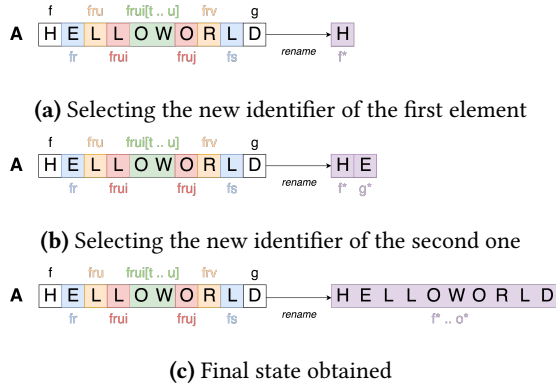 f fru frui[t .. u] frv g
A H E L L O W O R L D rename H
fr frui fruj fs f*
(a) Selecting the new identifier of the first element
f fru frui[t .. u] frv g
A H E L L O W O R L D rename H E
fr frui fruj fs f* g*
(b) Selecting the new identifier of the second one
f fru frui[t .. u] frv g
A H E L L O W O R L D rename H E L L O W O R L D
fr frui fruj fs f* .. o*
(c) Final state obtained